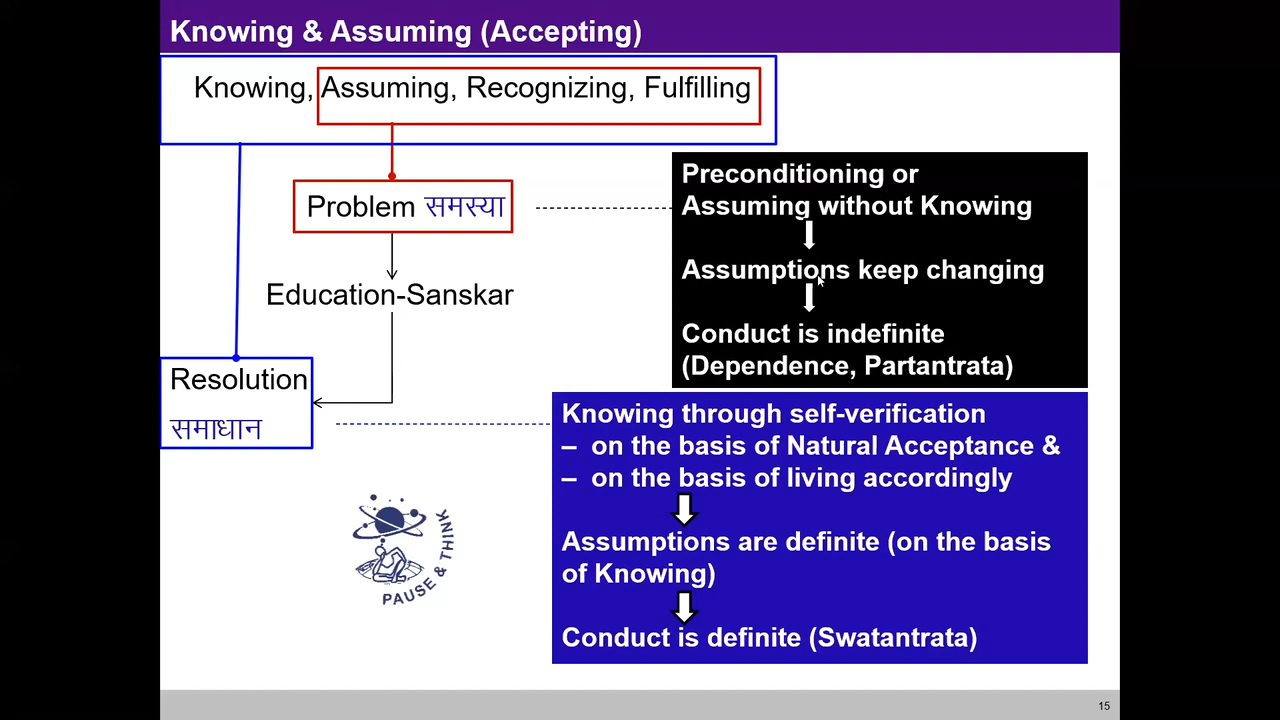 Knowing & Assuming (Accepting)
Knowing, Assuming, Recognizing, Fulfilling
Problem समस्या
Education-Sanskar
Resolution
समाधान
Preconditioning or
Assuming without Knowing
Assumptions keep changing
Conduct is indefinite
(Dependence, Partantrata)
Knowing through self-verification
– on the basis of Natural Acceptance &
– on the basis of living accordingly
Assumptions are definite (on the basis
of Knowing)
Conduct is definite (Swatantrata)
PAUSE & THINK
15